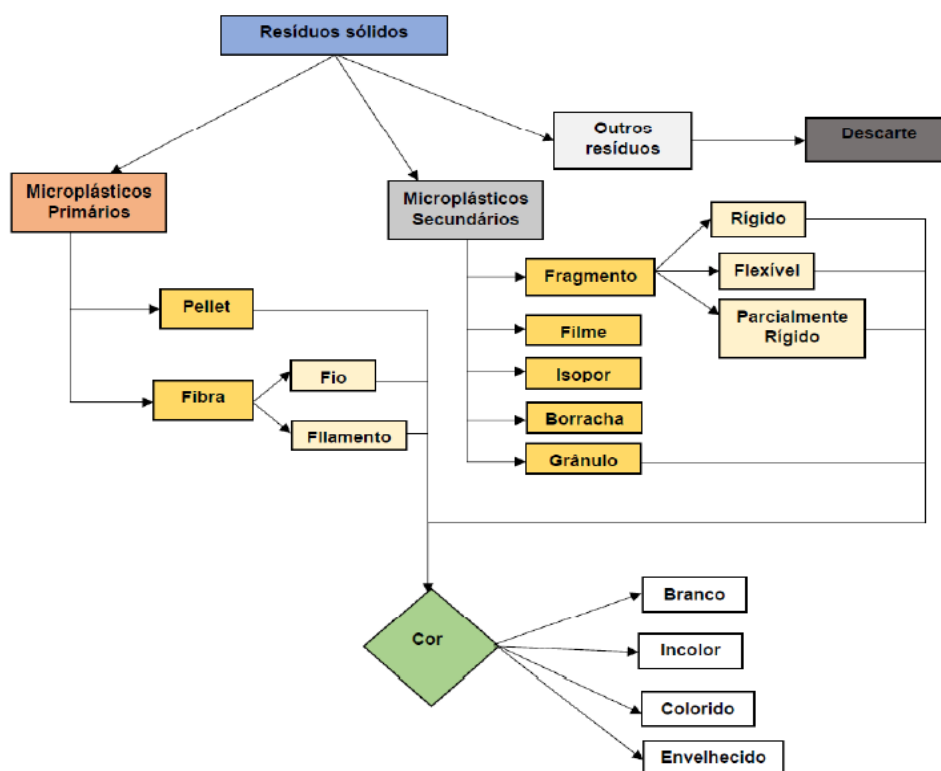 Resíduos sólidos
Outros
resíduos
Descarte
Microplásticos
Primários
Microplásticos
Secundários
Rígido
Fragmento
Flexível
Pellet
Parcialmente
Rígido
Filme
Fio
Isopor
Fibra
Borracha
Filamento
Grânulo
Cor
Branco
Incolor
Colorido
Envelhecido